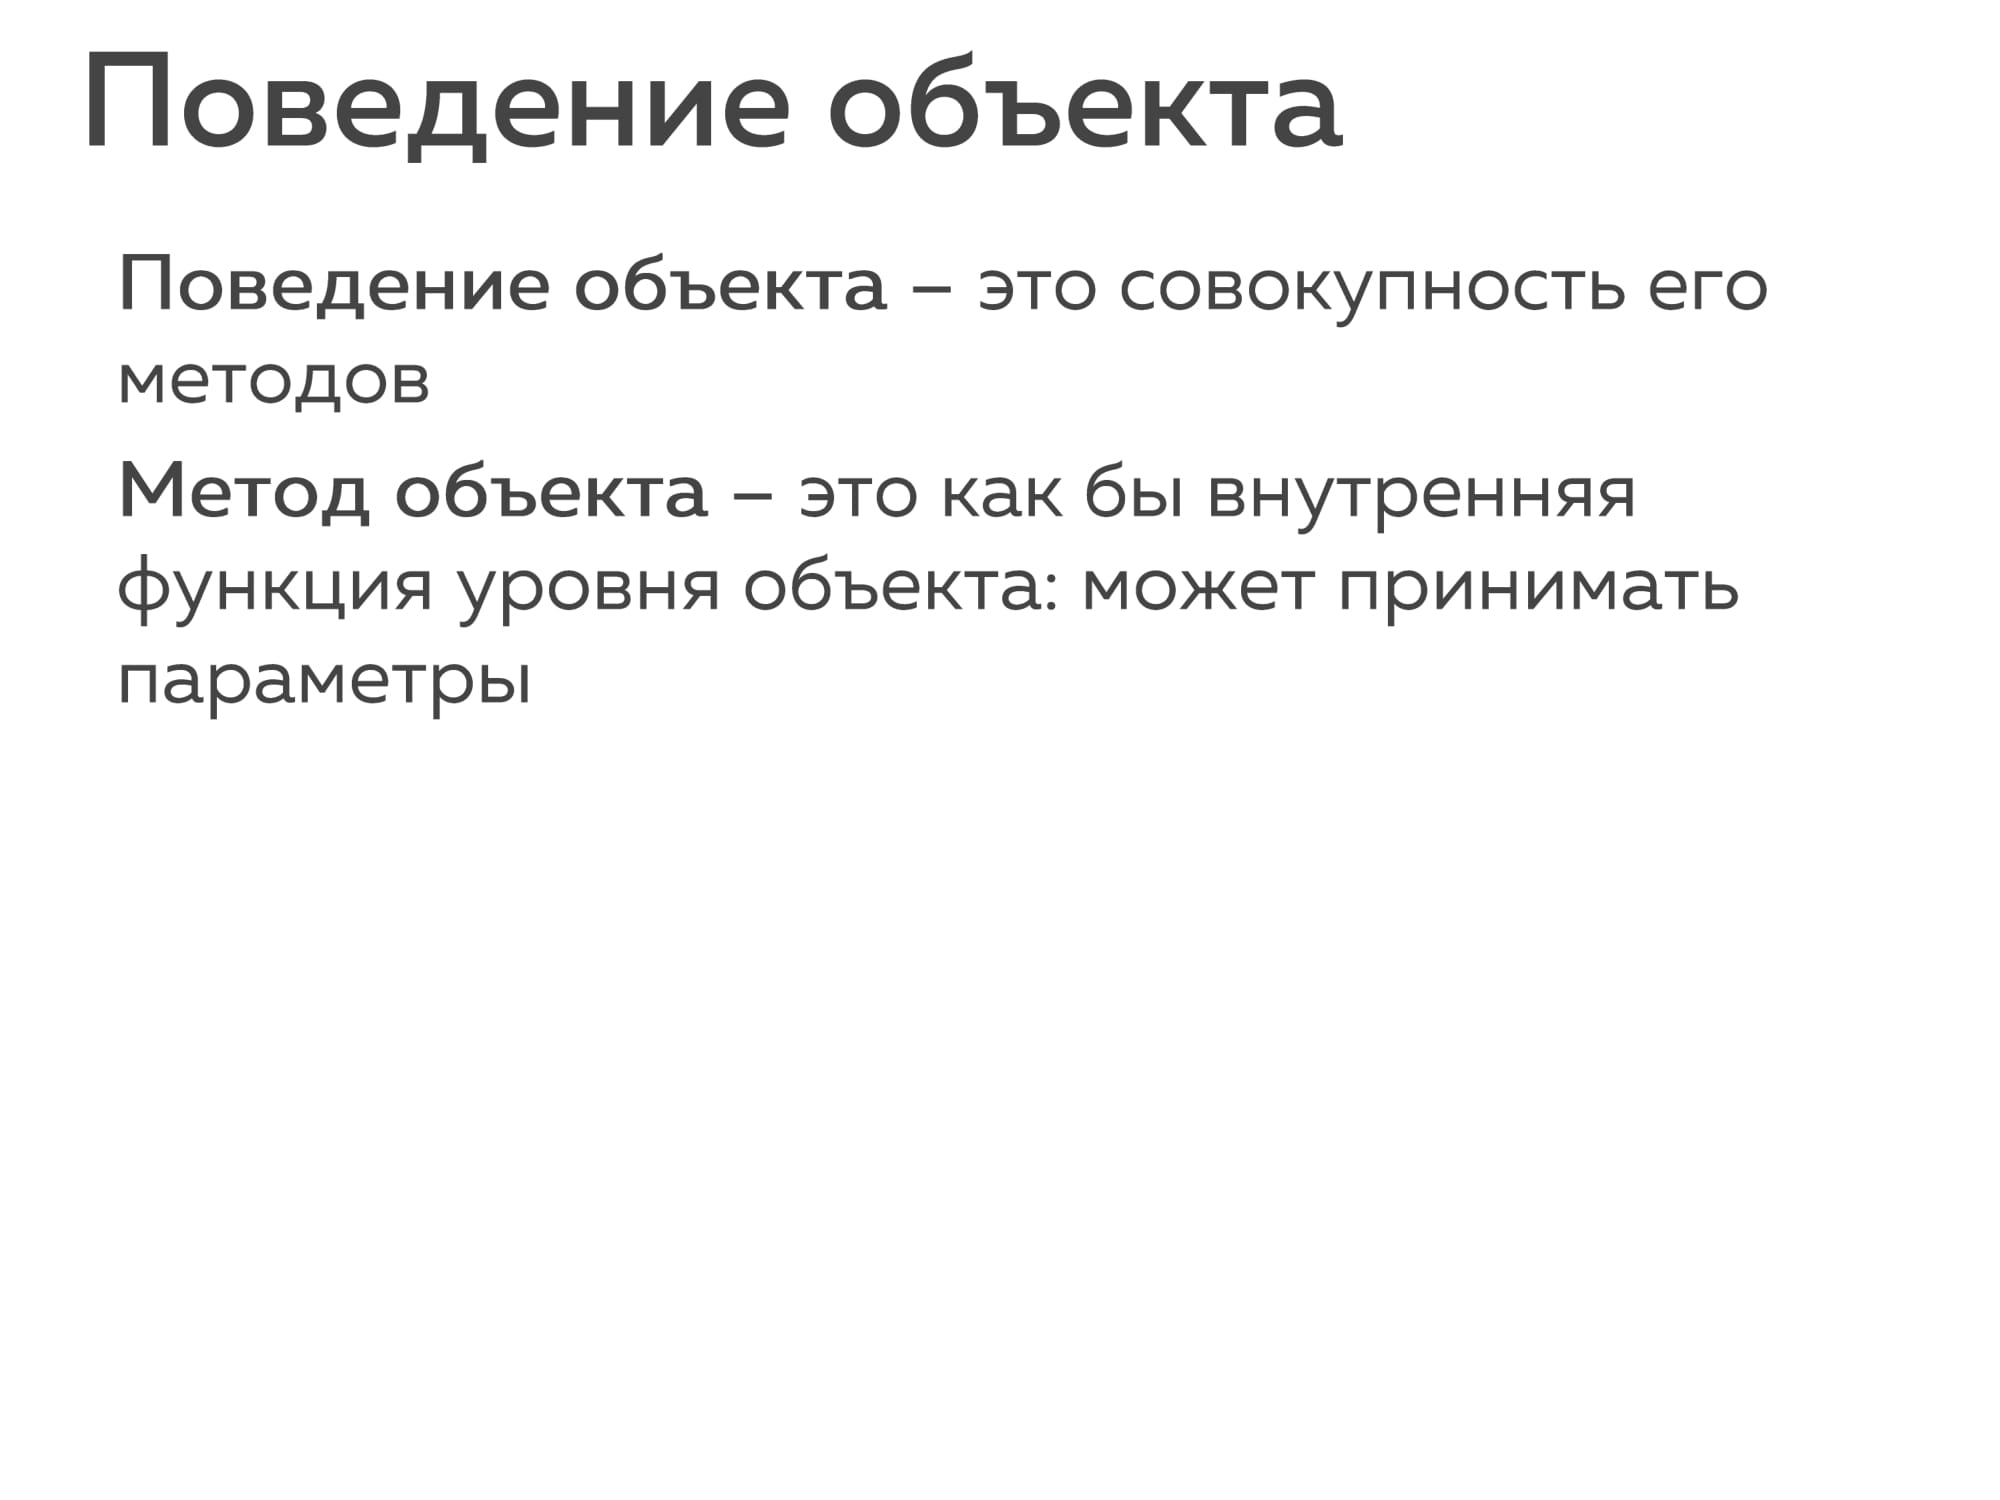 Поведение объекта
Поведение объекта – это совокупность его
методов
Метод объекта – это как бы внутренняя
функция уровня объекта: может принимать
параметры